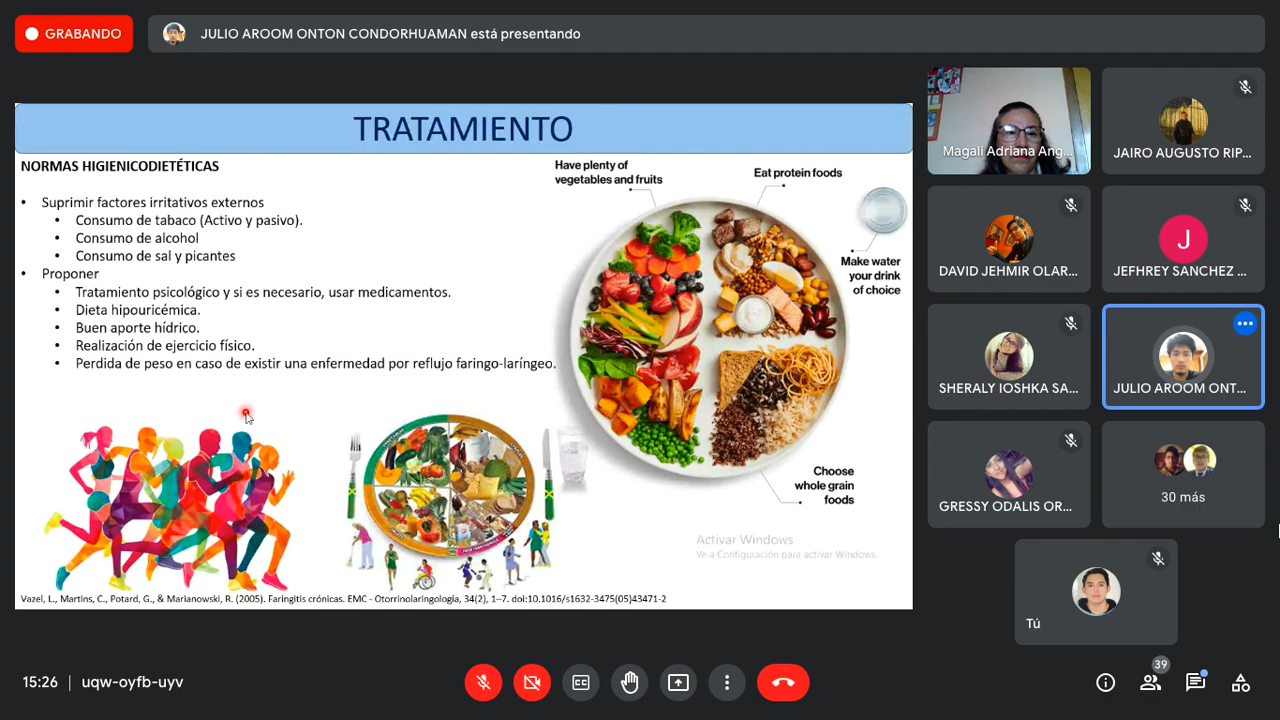 GRABANDO
JULIO AROOM ONTON CONDORHUAMAN está presentando
TRATAMIENTO
NORMAS HIGIENICODIETÉTICAS
• Suprimir factores irritativos externos
• Consumo de tabaco (Activo y pasivo).
• Consumo de alcohol
• Consumo de sal y picantes
• Proponer
• Tratamiento psicológico y si es necesario, usar medicamentos.
• Dieta hipouricémica.
• Buen aporte hídrico.
• Realización de ejercicio físico.
• Perdida de peso en caso de existir una enfermedad por reflujo faringo-laríngeo.
Have plenty of
vegetables and fruits
Eat protein foods
Make water
your drink
of choice
Choose
whole grain
foods
Activar Windows
Ve a Configuración para activar Windows.
Vazel, L., Martins, C., Potard, G., & Marianowski, R. (2005). Faringitis crónicas. EMC - Otorrinolaringología, 34(2), 1–7. doi:10.1016/s1632-3475(05)43471-2
Magali Adriana Ang...
JAIRO AUGUSTO RIP...
DAVID JEHMIR OLAR...
J
JEFHREY SANCHEZ ...
SHERALY IOSHKA SA...
JULIO AROOM ONT...
GRESSY ODALIS OR...
30 más
Tú
15:26 | uqw-oyfb-uyv
CC
39